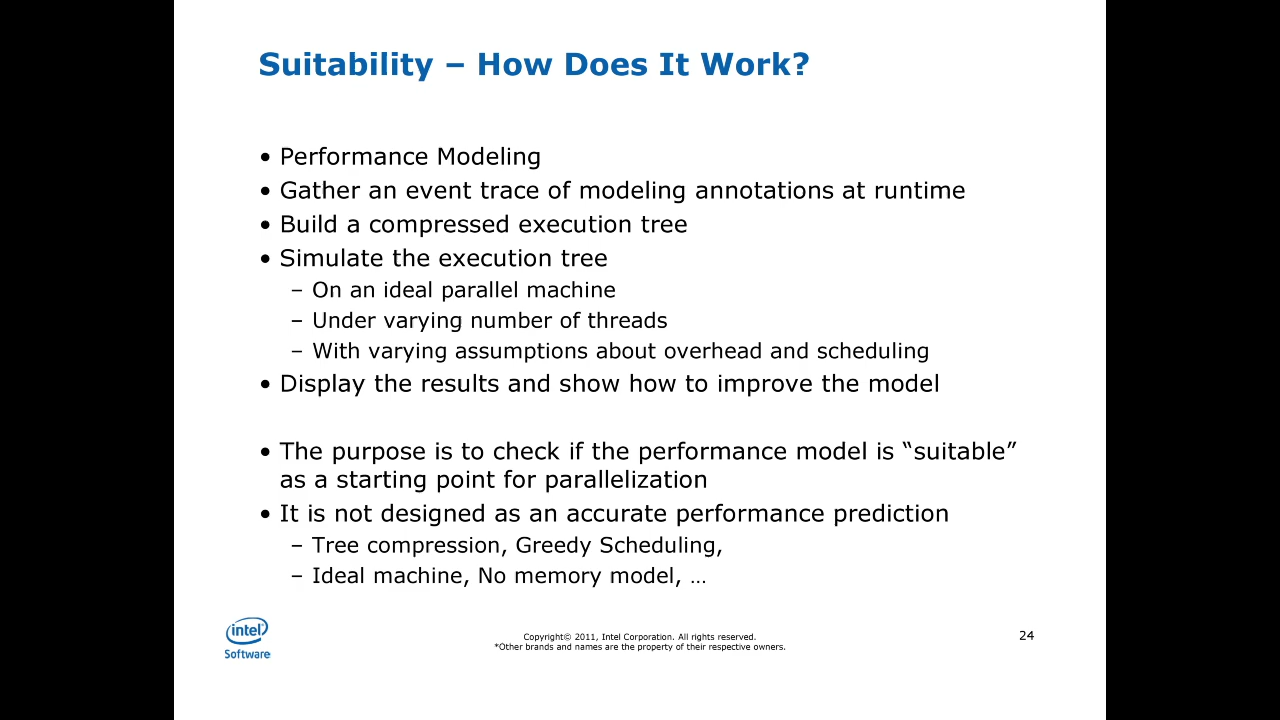 Suitability – How Does It Work?
• Performance Modeling
• Gather an event trace of modeling annotations at runtime
• Build a compressed execution tree
• Simulate the execution tree
– On an ideal parallel machine
– Under varying number of threads
– With varying assumptions about overhead and scheduling
• Display the results and show how to improve the model
• The purpose is to check if the performance model is “suitable”
as a starting point for parallelization
• It is not designed as an accurate performance prediction
– Tree compression, Greedy Scheduling,
– Ideal machine, No memory model, …
intel
Software
Copyright© 2011, Intel Corporation. All rights reserved.
*Other brands and names are the property of their respective owners.
24